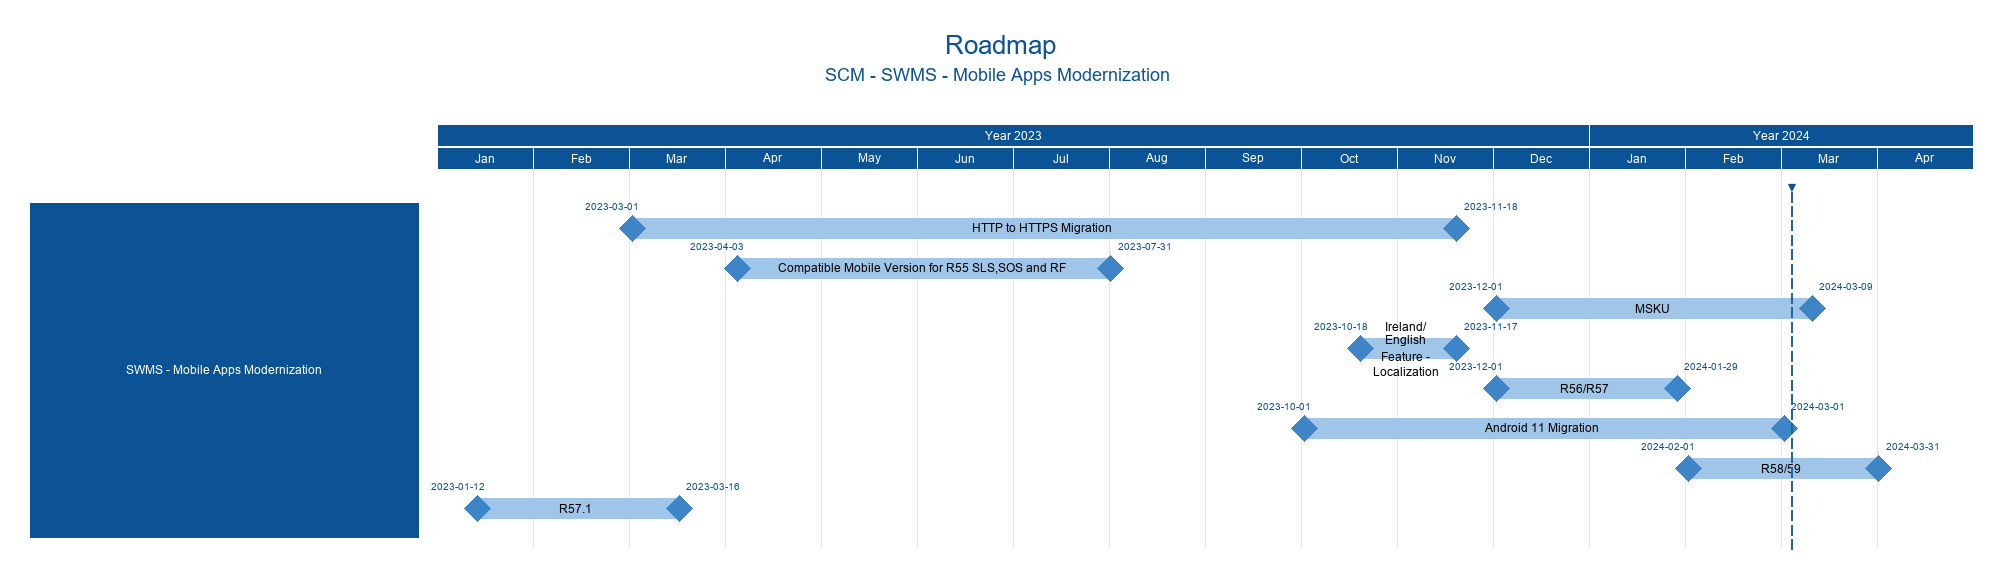 Roadmap
SCM - SWMS - Mobile Apps Modernization
Year 2023 Year 2024
Jan Feb Mar Apr May Jun Jul Aug Sep Oct Nov Dec Jan Feb Mar Apr
SWMS - Mobile Apps Modernization
2023-03-01 2023-11-18
HTTP to HTTPS Migration
2023-04-03 2023-07-31
Compatible Mobile Version for R55 SLS,SOS and RF
2023-12-01 2024-03-09
MSKU
2023-10-18 2023-11-17
Ireland/
English
Feature -
Localization
2023-12-01 2024-01-29
R56/R57
2023-10-01 2024-03-01
Android 11 Migration
2024-02-01 2024-03-31
R58/59
2023-01-12 2023-03-16
R57.1